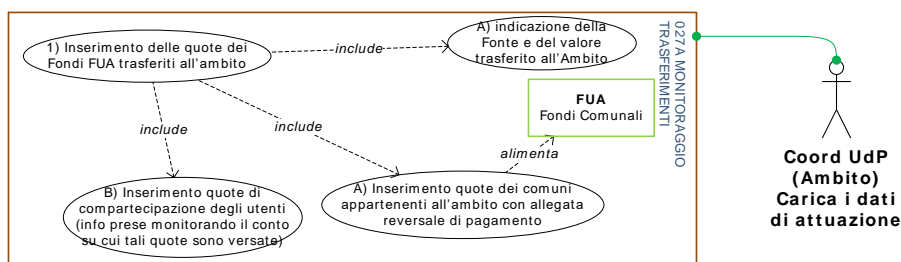 1) Inserimento delle quote dei
Fondi FUA trasferiti all'ambito
include
A) indicazione della
Fonte e del valore
trasferito all'Ambito
027A MONITORAGGIO
TRASFERIMENTI
FUA
Fondi Comunali
include
include
alimenta
B) Inserimento quote di
compartecipazione degli utenti
(info prese monitorando il conto
su cui tali quote sono versate)
A) Inserimento quote dei comuni
appartenenti all'ambito con allegata
reversale di pagamento
Coord UdP
(Ambito)
Carica i dati
di attuazione